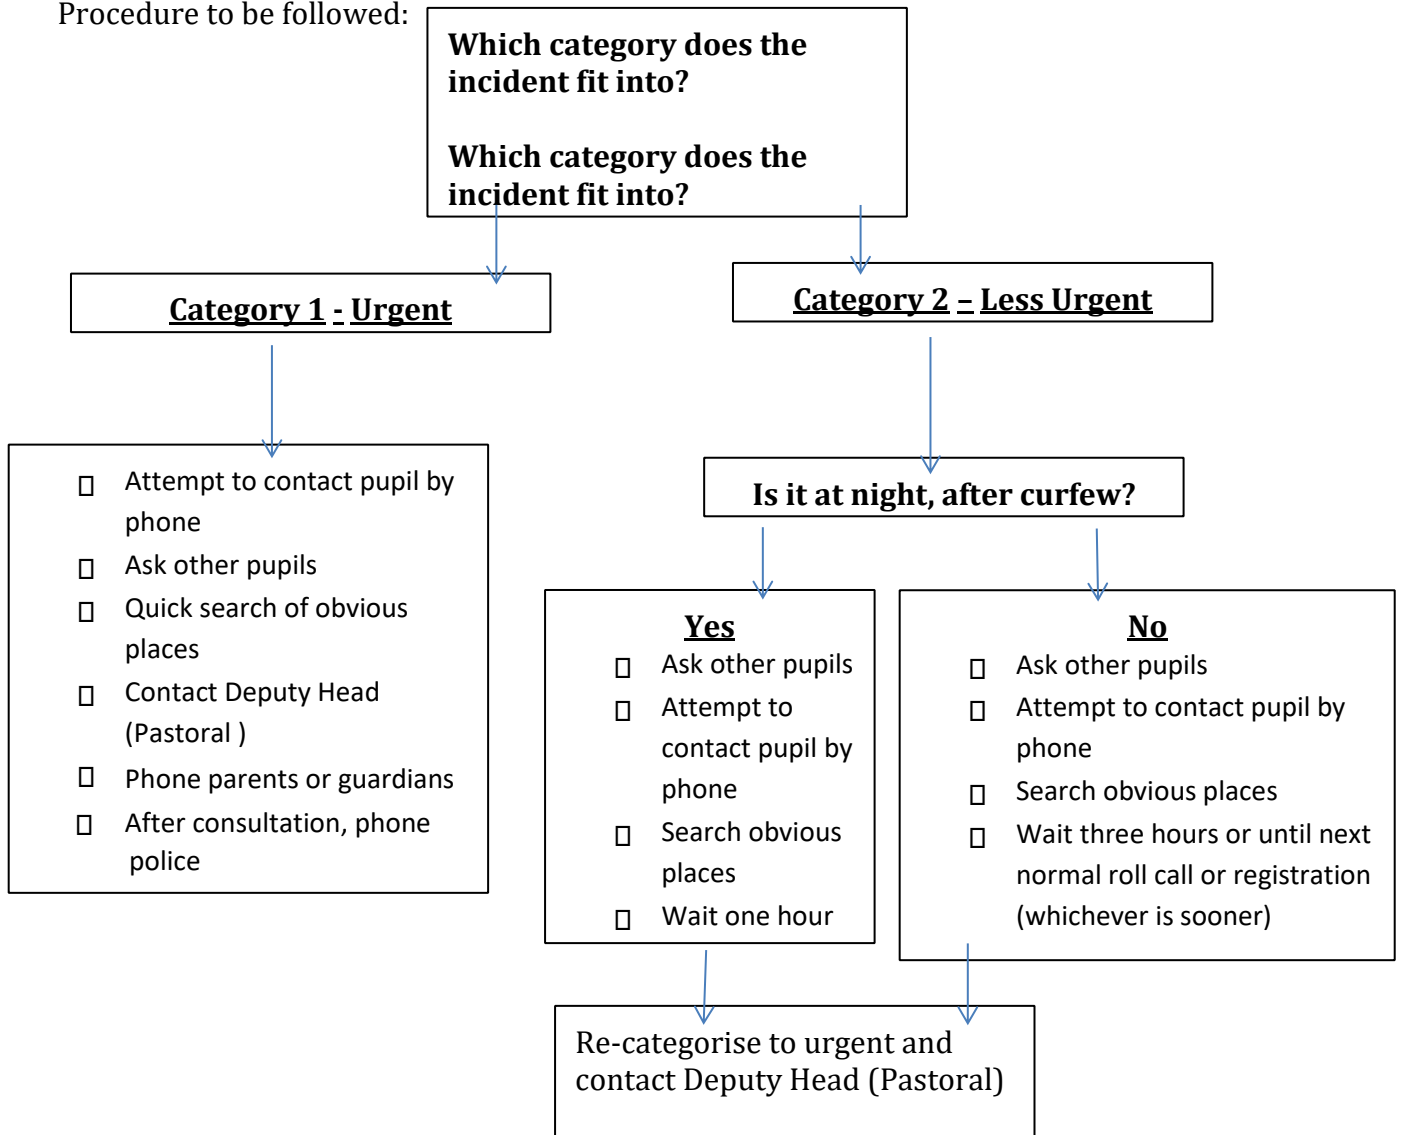 Procedure to be followed:
Which category does the
incident fit into?
Which category does the
incident fit into?
Category 1 - Urgent
Category 2 – Less Urgent
Attempt to contact pupil by
phone
Ask other pupils
Quick search of obvious
places
Contact Deputy Head
(Pastoral )
Phone parents or guardians
After consultation, phone
police
Is it at night, after curfew?
Yes
Ask other pupils
Attempt to
contact pupil by
phone
Search obvious
places
Wait one hour
No
Ask other pupils
Attempt to contact pupil by
phone
Search obvious places
Wait three hours or until next
normal roll call or registration
(whichever is sooner)
Re-categorise to urgent and
contact Deputy Head (Pastoral)